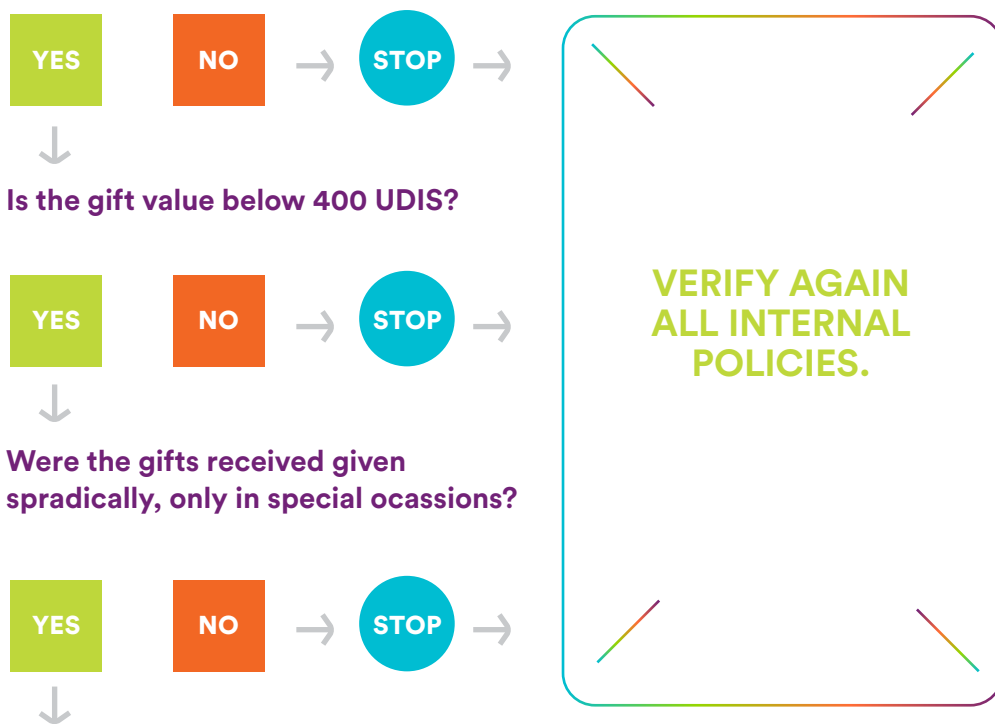 YES NO STOP
Is the gift value below 400 UDIS?
YES NO STOP
VERIFY AGAIN
ALL INTERNAL
POLICIES.
Were the gifts received given
spradically, only in special ocassions?
YES NO STOP